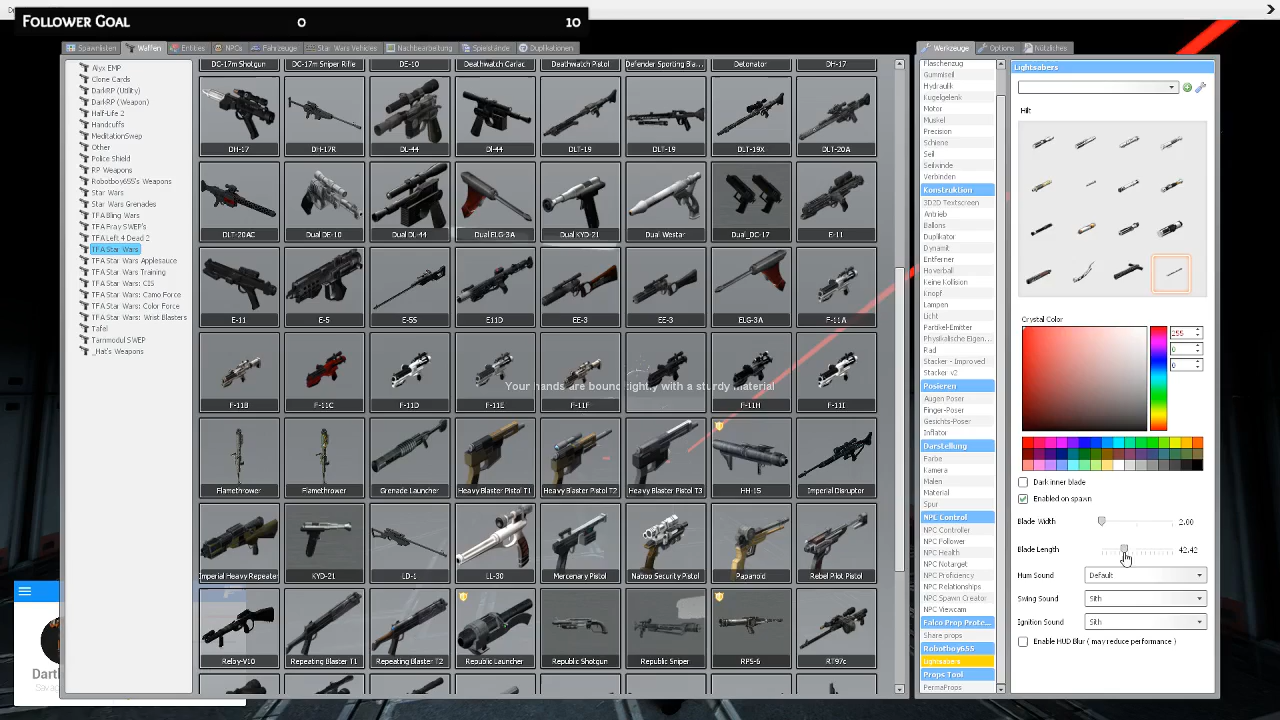 FOLLOWER GOAL 0 10
Spawnlisten Waffen Entities NPCs Fahrzeuge Star Wars Vehicles Nachbearbeitung Spielstände Duplikationen
Werkzeuge Options Nützliches
Alyx EMP
Clone Cards
DarkRP (Utility)
DarkRP (Weapon)
Half-Life 2
Handcuffs
MeditationSwep
Other
Police Shield
RP Weapons
Robotboy655's Weapons
Star Wars
Star Wars Grenades
TFA Bling Wars
TFA Fray SWEP's
TFA Left 4 Dead 2
TFA Star Wars
TFA Star Wars Applesauce
TFA Star Wars Training
TFA Star Wars: CIS
TFA Star Wars: Camo Force
TFA Star Wars: Color Force
TFA Star Wars: Wrist Blasters
Tafel
Tarnmodul SWEP
_Hat's Weapons
DC-17m Shotgun DC-17m Sniper Rifle DE-10 Deathwatch Carlac Deathwatch Pistol Defender Sporting Bla... Detonator DH-17
DH-17 DH-17R DL-44 Dl-44 DLT-19 DLT-19 DLT-19X DLT-20A
DLT-20AC Dual DE-10 Dual DL-44 Dual ELG-3A Dual KYD-21 Dual Westar Dual_DC-17 E-11
E-11 E-5 E-5S E11D EE-3 EE-3 ELG-3A F-11A
F-11B F-11C F-11D F-11E F-11F F-11H F-11I
Your hands are bound tightly with a sturdy material
Flamethrower Flamethrower Grenade Launcher Heavy Blaster Pistol T1 Heavy Blaster Pistol T2 Heavy Blaster Pistol T3 HH-15 Imperial Disruptor
Imperial Heavy Repeater KYD-21 LD-1 LL-30 Mercenary Pistol Naboo Security Pistol Papanoid Rebel Pilot Pistol
Relby-V10 Repeating Blaster T1 Repeating Blaster T2 Republic Launcher Republic Shotgun Republic Sniper RPS-6 RT97c
Flaschenzug
Gummiseil
Hydraulik
Kugelgelenk
Motor
Muskel
Precision
Schiene
Seil
Seilwinde
Verbinden
Konstruktion
3D2D Textscreen
Antrieb
Ballons
Duplikator
Dynamit
Entferner
Hoverball
Keine Kollision
Knopf
Lampen
Licht
Partikel-Emitter
Physikalische Eigen...
Rad
Stacker - Improved
Stacker v2
Posieren
Augen Poser
Finger-Poser
Gesichts-Poser
Inflator
Darstellung
Farbe
Kamera
Malen
Material
Spur
NPC Control
NPC Controller
NPC Follower
NPC Health
NPC Notarget
NPC Proficiency
NPC Relationships
NPC Spawn Creator
NPC Viewcam
Falco Prop Prote...
Share props
Robotboy655
Lightsabers
Props Tool
PermaProps
Lightsabers
Hilt
Crystal Color
255
0
0
Dark inner blade
Enabled on spawn
Blade Width 2.00
Blade Length 42.42
Hum Sound Default
Swing Sound Sith
Ignition Sound Sith
Enable HUD Blur ( may reduce performance )
Darth